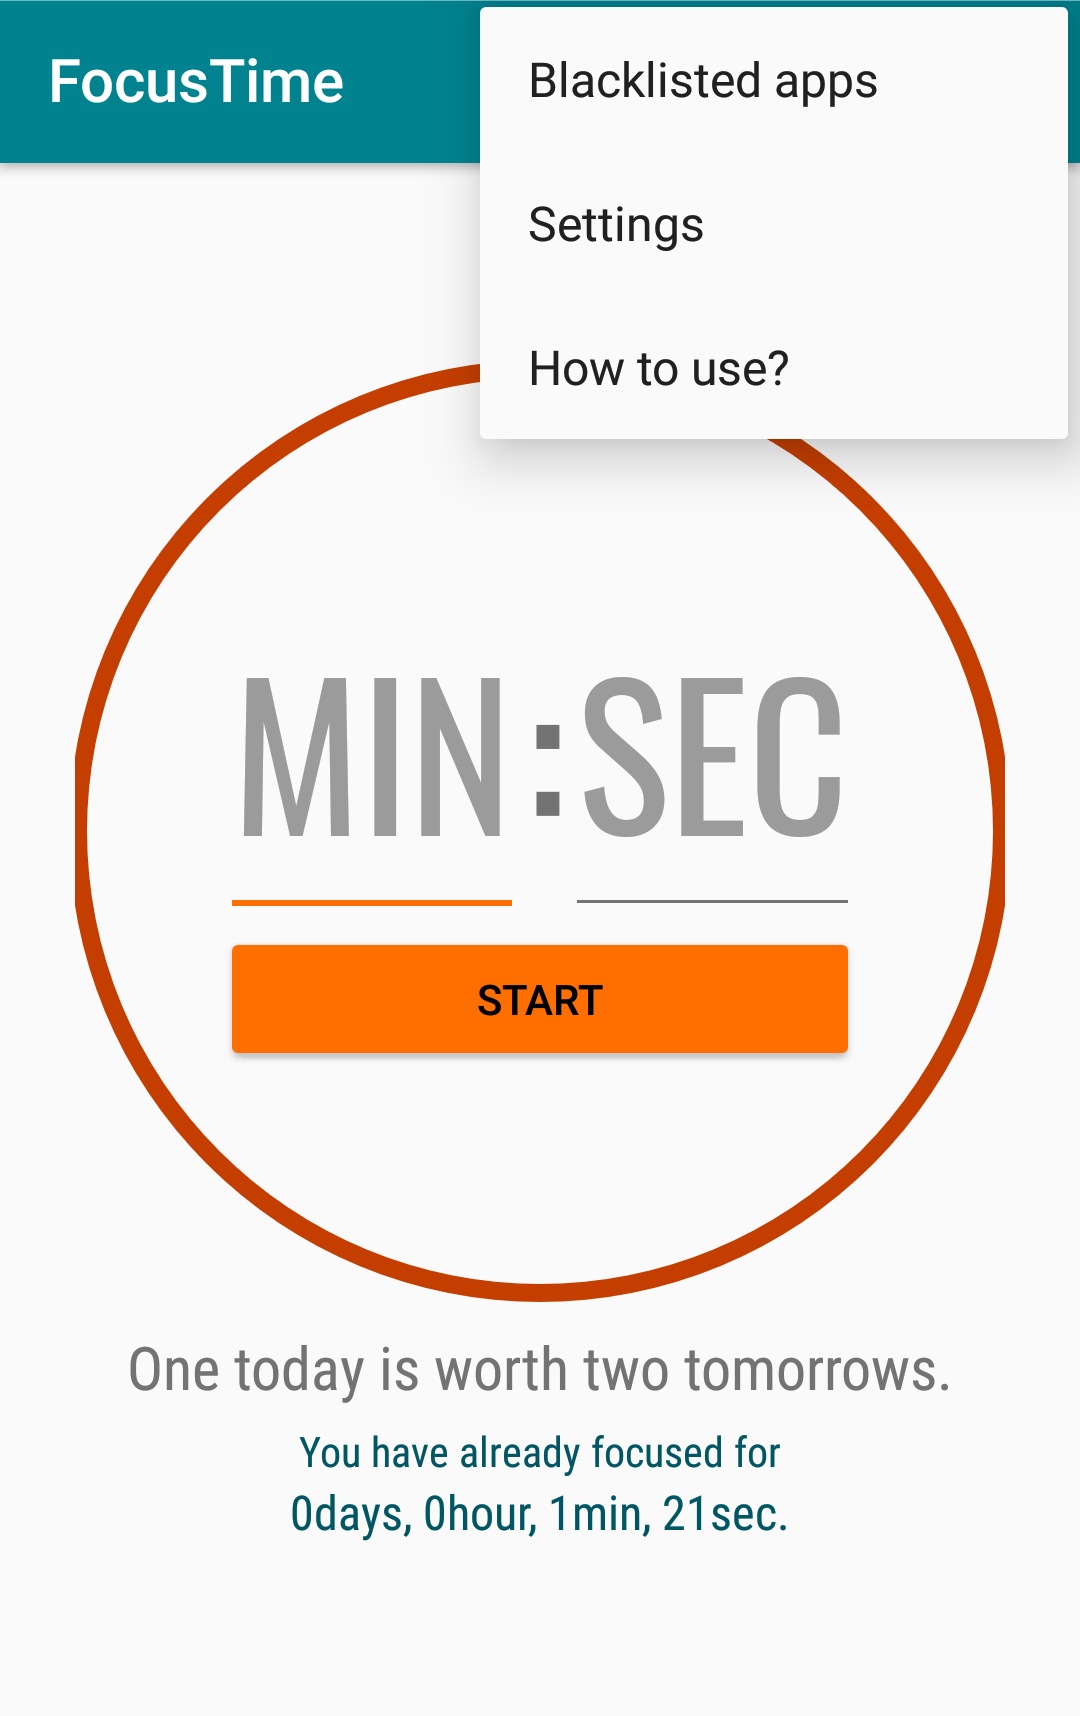 FocusTime
Blacklisted apps
Settings
How to use?
MIN:SEC
START
One today is worth two tomorrows.
You have already focused for
0days, 0hour, 1min, 21sec.